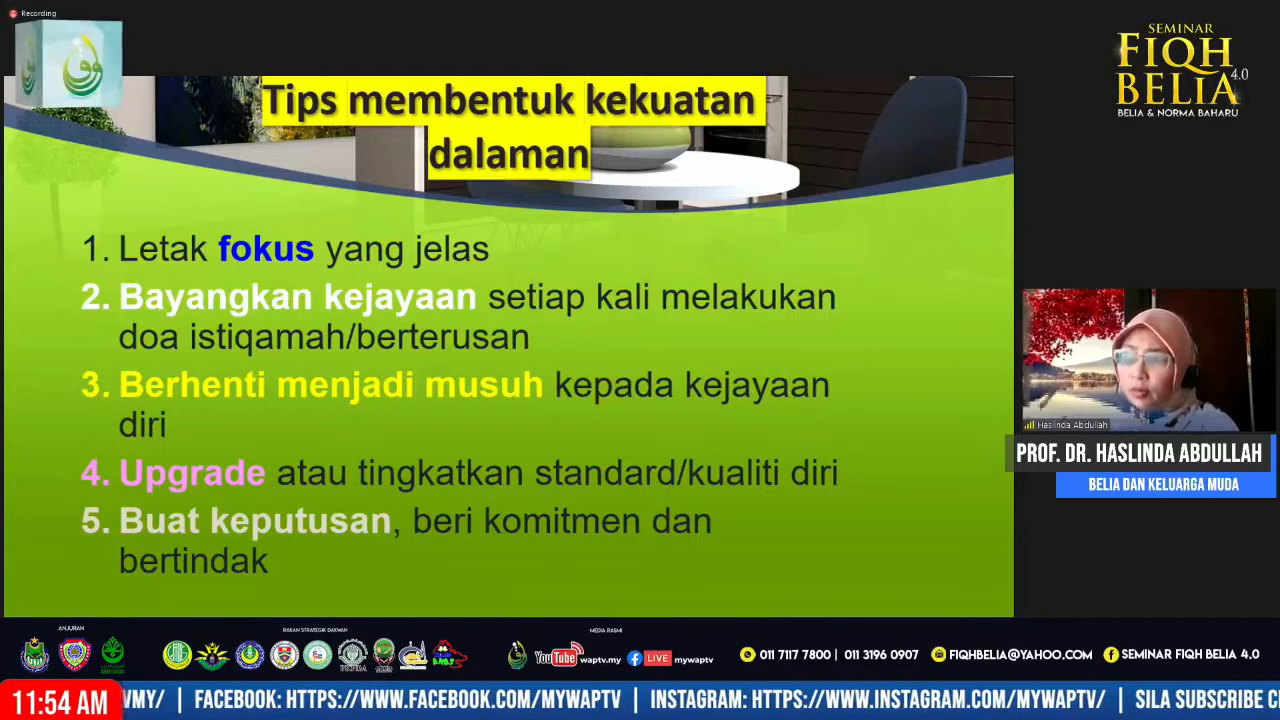 Recording
SEMINAR
FIQH
BELIA 4.0
BELIA & NORMA BAHARU
Tips membentuk kekuatan
dalaman
1. Letak fokus yang jelas
2. Bayangkan kejayaan setiap kali melakukan
doa istiqamah/berterusan
3. Berhenti menjadi musuh kepada kejayaan
diri
4. Upgrade atau tingkatkan standard/kualiti diri
5. Buat keputusan, beri komitmen dan
bertindak
Haslinda Abdullah
PROF. DR. HASLINDA ABDULLAH
BELIA DAN KELUARGA MUDA
ANJURAN
RAKAN STRATEGIK DAKWAH
MEDIA RASMI
YouTube waptv.my LIVE mywaptv
011 7117 7800 | 011 3196 0907
FIQHBELIA@YAHOO.COM
SEMINAR FIQH BELIA 4.0
11:54 AM
VMY/ | FACEBOOK: HTTPS://WWW.FACEBOOK.COM/MYWAPTV | INSTAGRAM: HTTPS://WWW.INSTAGRAM.COM/MYWAPTV/ | SILA SUBSCRIBE